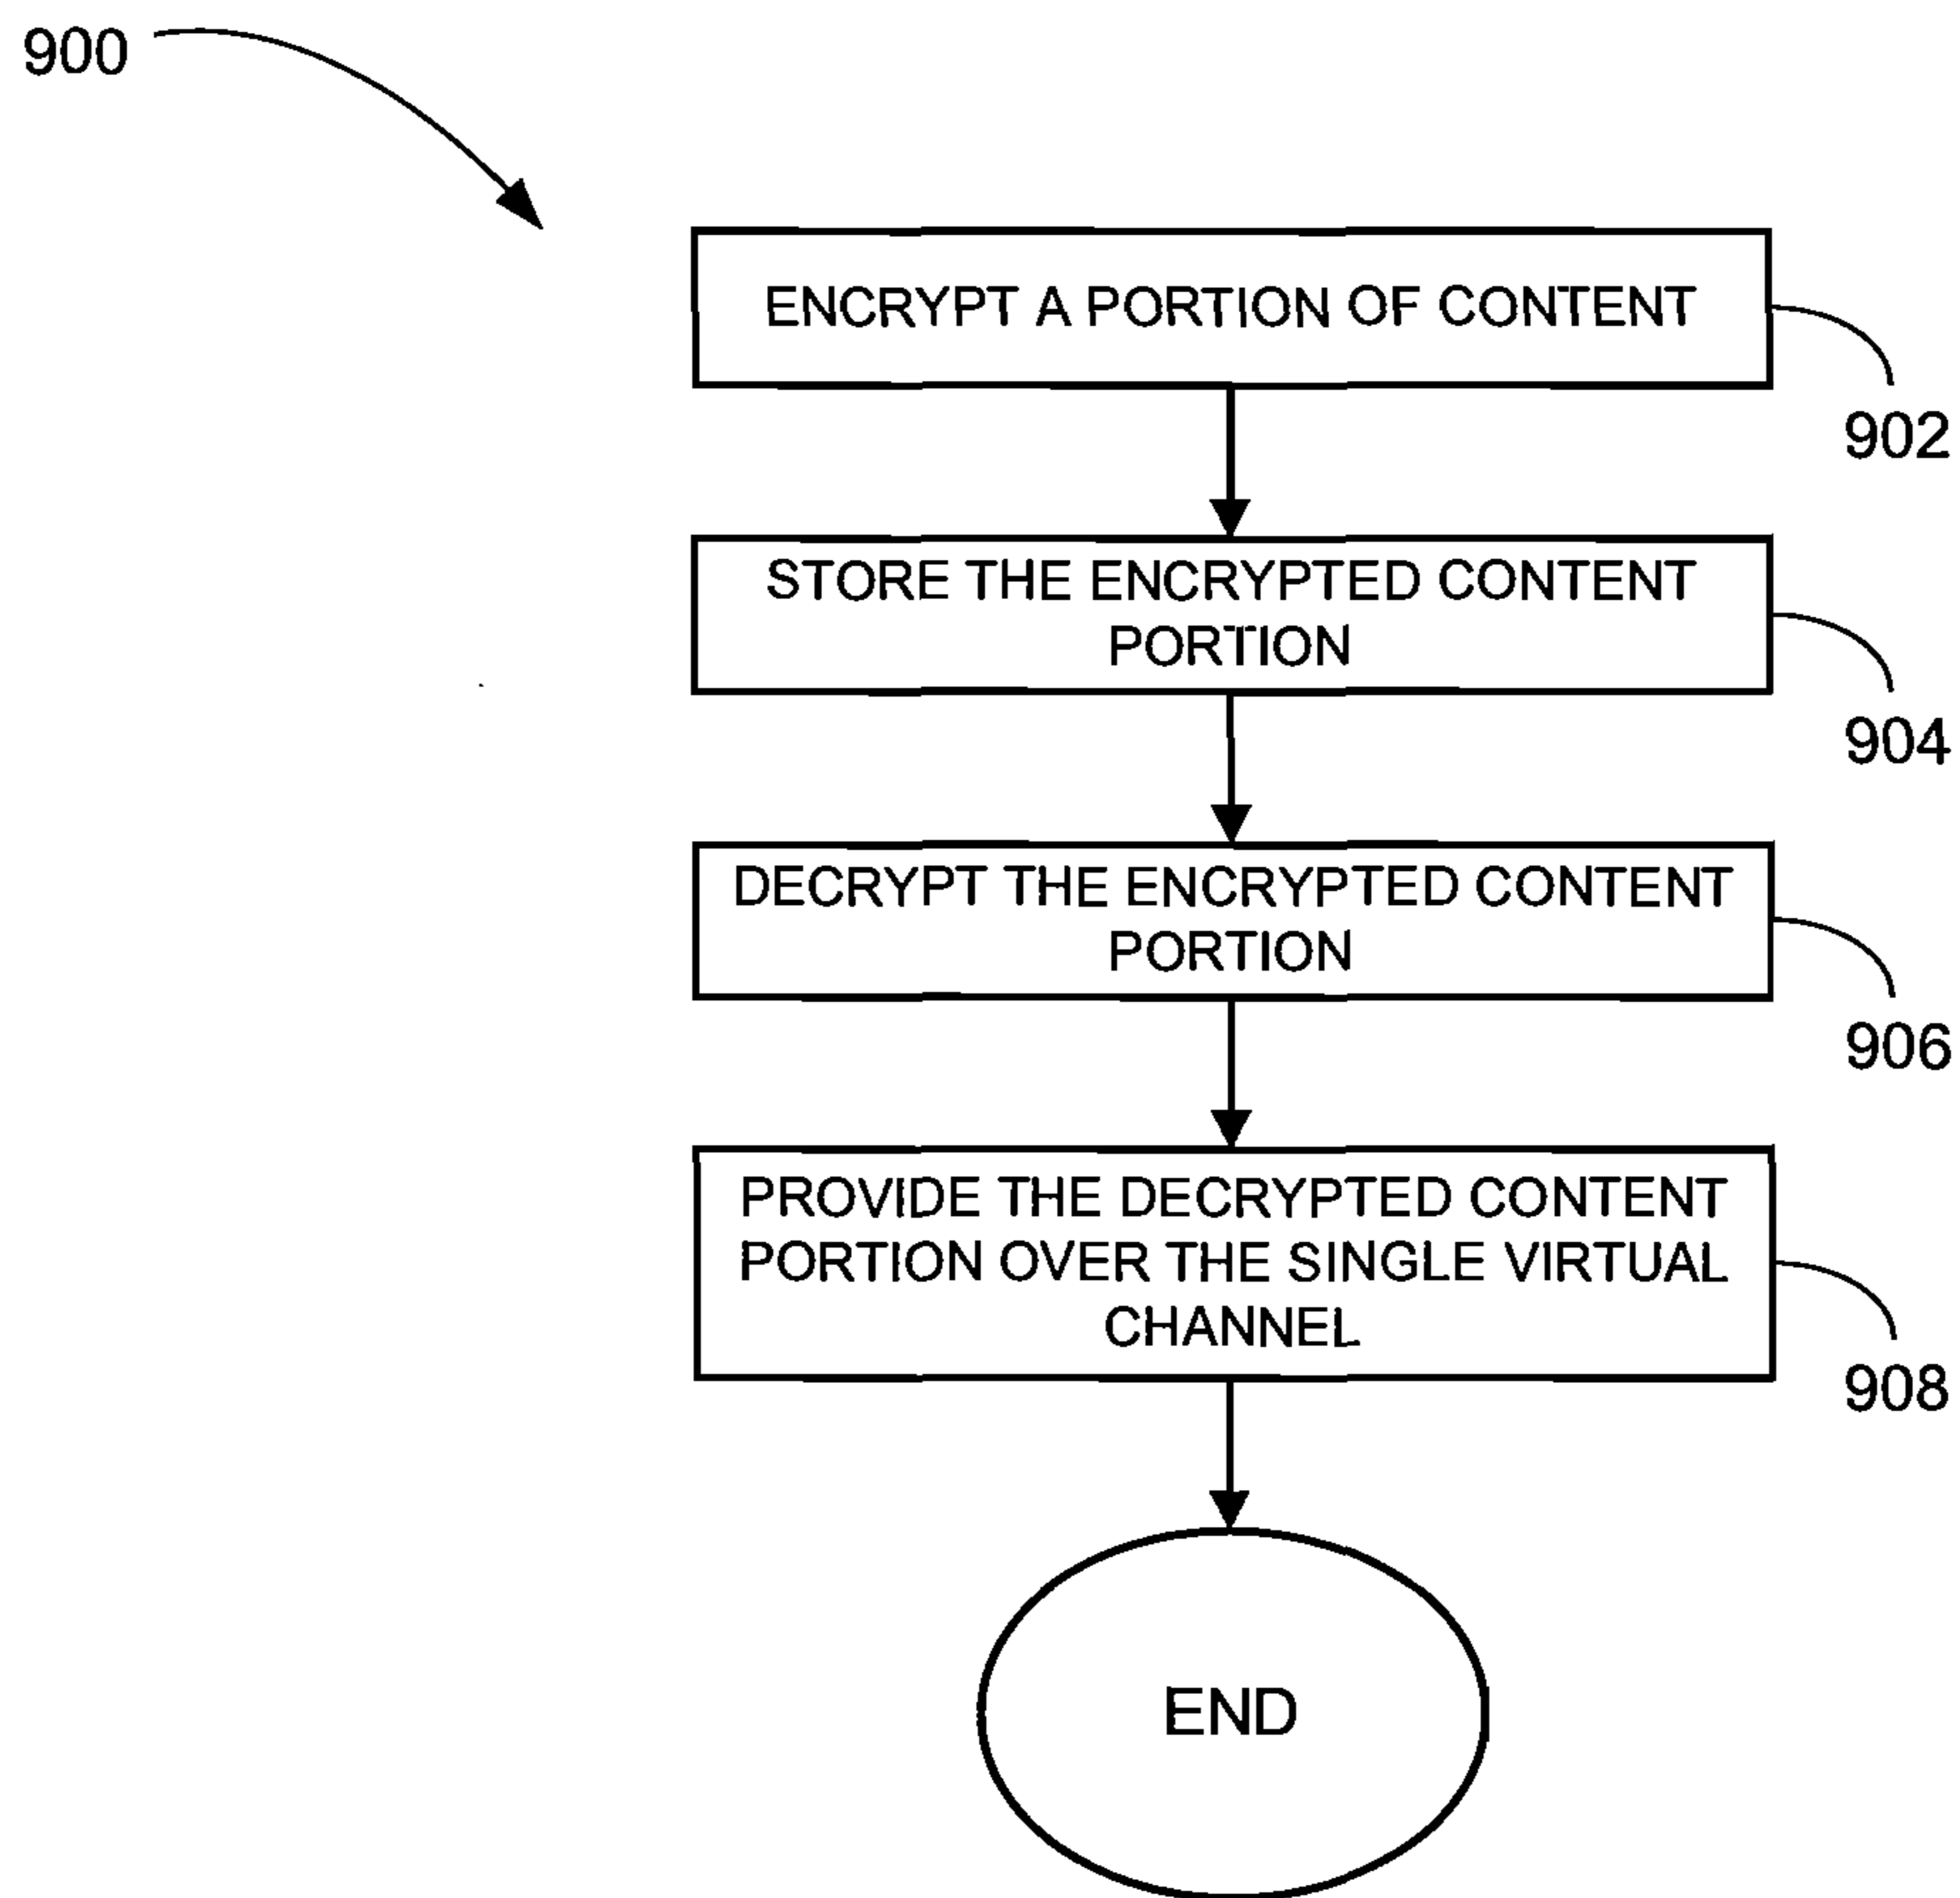 900
ENCRYPT A PORTION OF CONTENT
902
STORE THE ENCRYPTED CONTENT
PORTION
904
DECRYPT THE ENCRYPTED CONTENT
PORTION
906
PROVIDE THE DECRYPTED CONTENT
PORTION OVER THE SINGLE VIRTUAL
CHANNEL
908
END